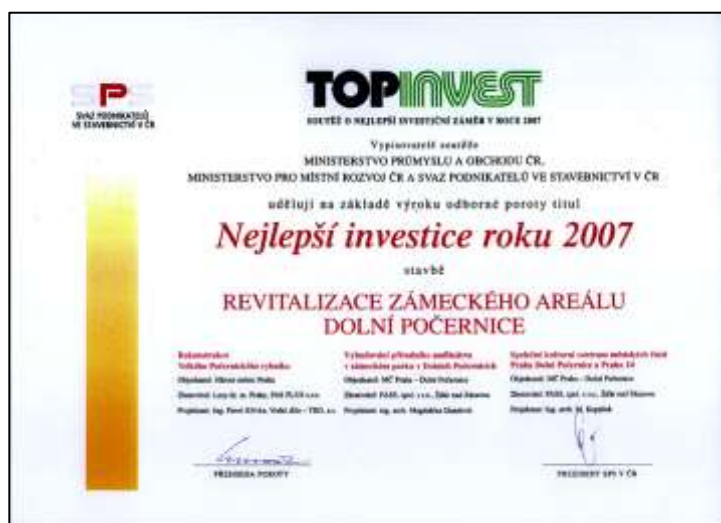 SPS
SVAZ PODNIKATELŮ
VE STAVEBNICTVÍ V ČR
TOPINVEST
SOUTĚŽ O NEJLEPŠÍ INVESTIČNÍ ZÁMĚR V ROCE 2007
Vypisovatelé soutěže
MINISTERSTVO PRŮMYSLU A OBCHODU ČR,
MINISTERSTVO PRO MÍSTNÍ ROZVOJ ČR A SVAZ PODNIKATELŮ VE STAVEBNICTVÍ V ČR
udělují na základě výroku odborné poroty titul
Nejlepší investice roku 2007
stavbě
REVITALIZACE ZÁMECKÉHO AREÁLU
DOLNÍ POČERNICE
Rekonstrukce
Velkého Počernického rybníka
Objednatel: Hlavní město Praha
Vybudování přírodního amfiteátru
v zámeckém parku v Dolních Počernicích
Objednatel: MČ Praha – Dolní Počernice
Společné kulturní centrum městských částí
Praha Dolní Počernice a Praha 14
Objednatel: MČ Praha – Dolní Počernice
PŘEDSEDA POROTY
PREZIDENT SPS V ČR